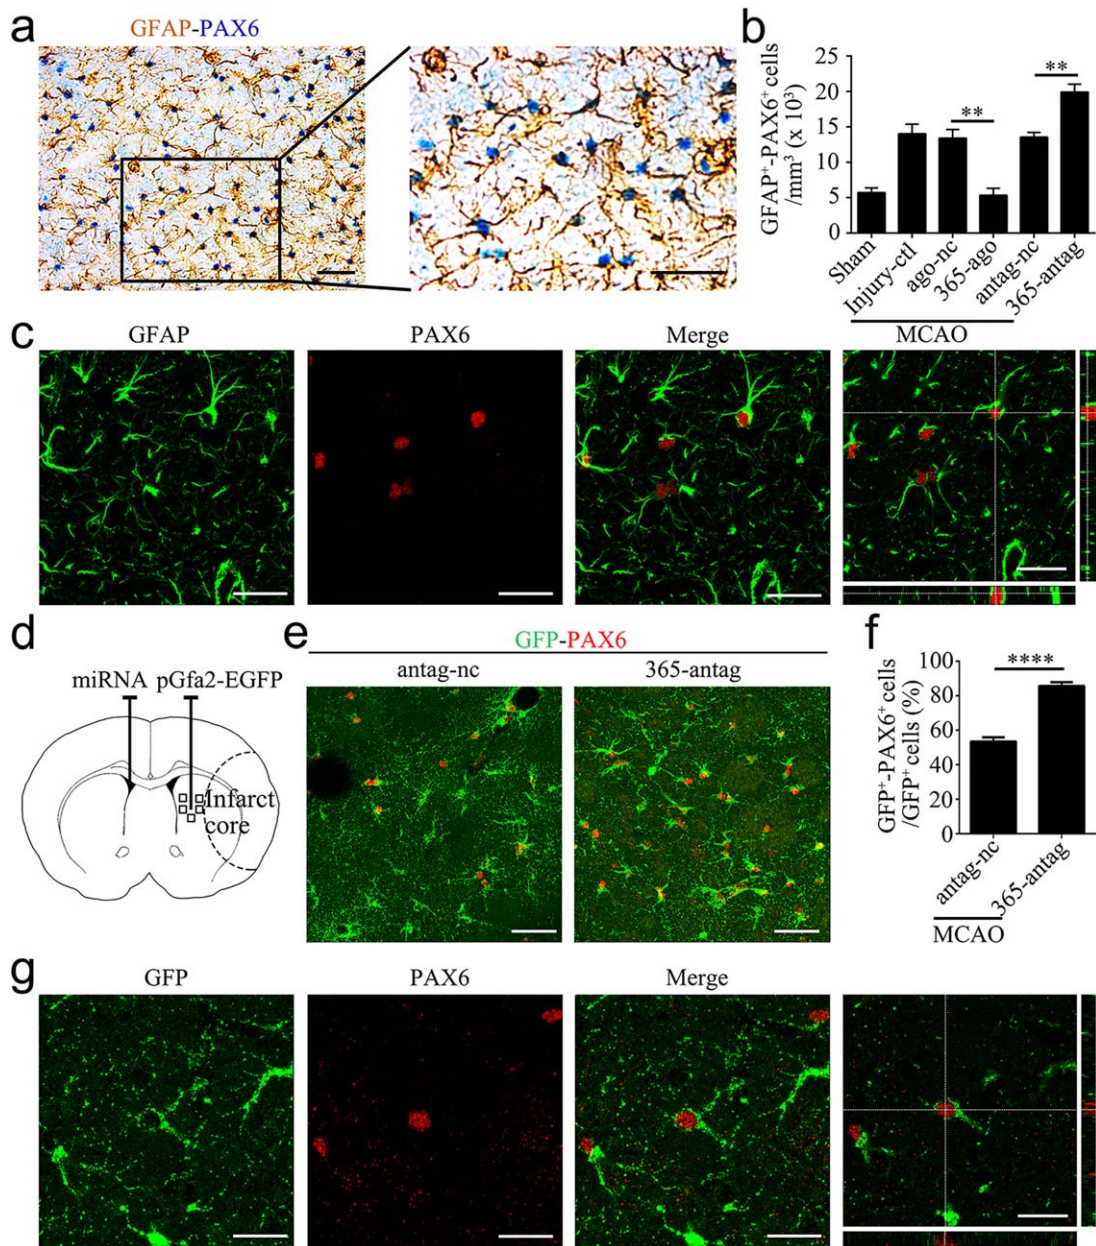 a
GFAP-PAX6
b
GFAP+-PAX6+ cells
/mm³ (x 10³)
25
20
15
10
5
0
**
**
Sham
Injury-ctl
ago-nc
365-ago
antag-nc
365-antag
MCAO
c
GFAP
PAX6
Merge
d
miRNA
pGfa2-EGFP
Infarct
core
e
GFP-PAX6
antag-nc
365-antag
f
GFP+-PAX6+ cells
/GFP+ cells (%)
100
80
60
40
20
0
****
antag-nc
365-antag
MCAO
g
GFP
PAX6
Merge